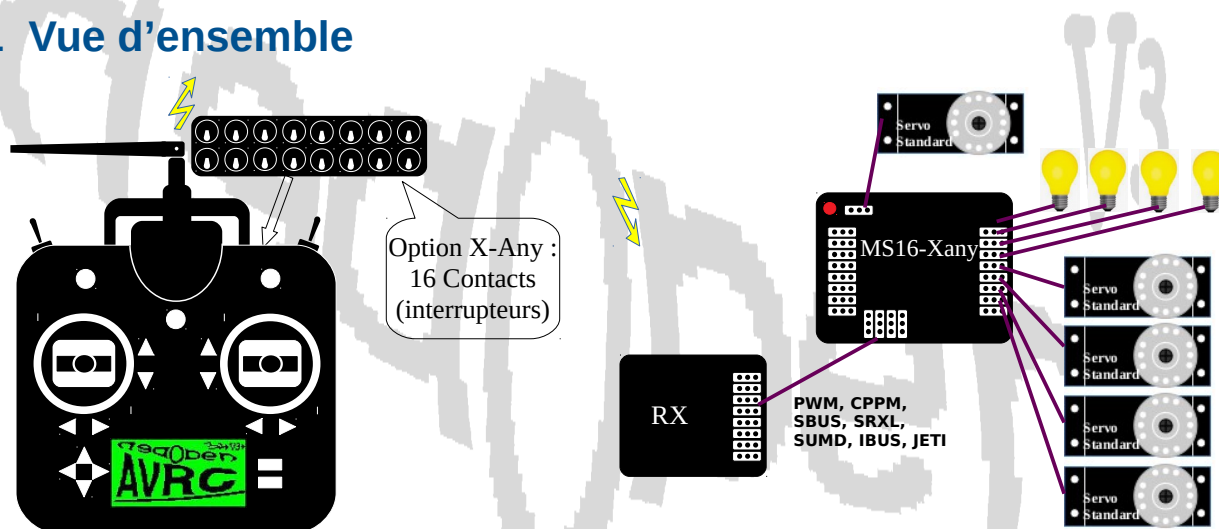 Vue d'ensemble
Option X-Any :
16 Contacts
(interrupteurs)
Servo
Standard
MS16-Xany
Servo
Standard
Servo
Standard
Servo
Standard
Servo
Standard
RX
PWM, CPPM,
SBUS, SRXL,
SUMD, IBUS, JETI
AVRC